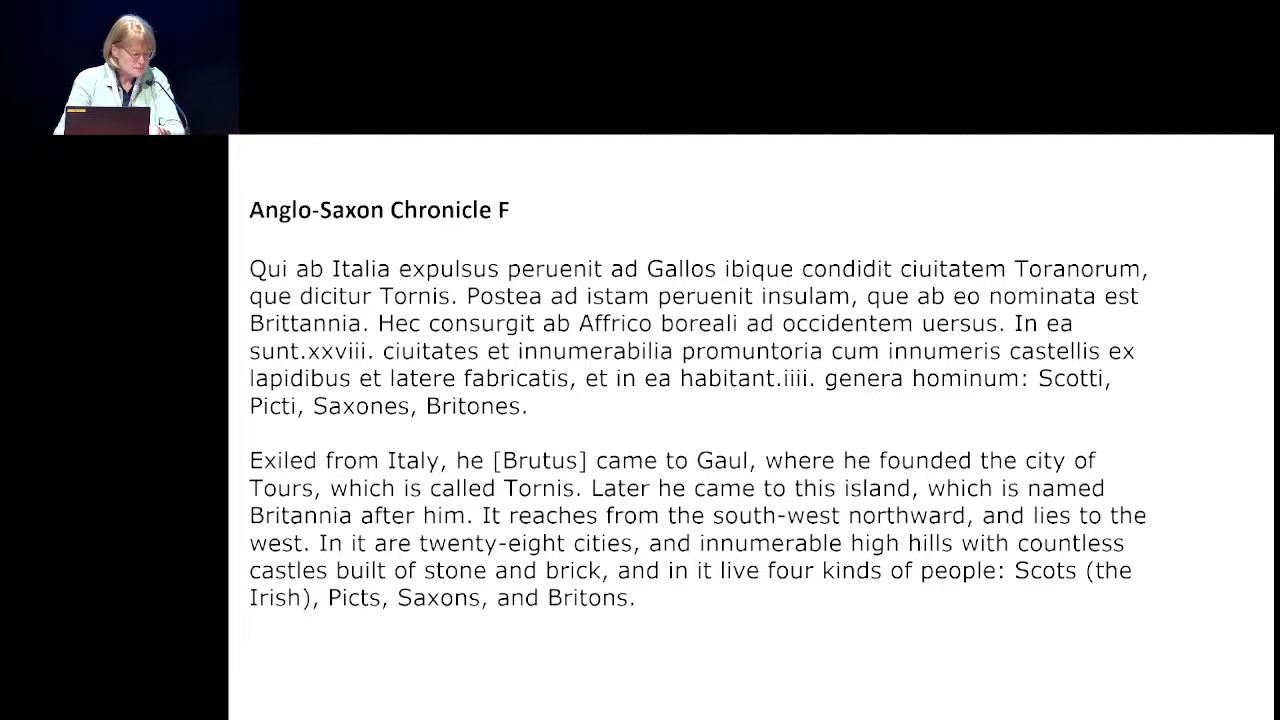 Anglo-Saxon Chronicle F
Qui ab Italia expulsus peruenit ad Gallos ibique condidit ciuitatem Toranorum,
que dicitur Tornis. Postea ad istam peruenit insulam, que ab eo nominata est
Brittannia. Hec consurgit ab Affrico boreali ad occidentem uersus. In ea
sunt.xxviii. ciuitates et innumerabilia promuntoria cum innumeris castellis ex
lapidibus et latere fabricatis, et in ea habitant.iiii. genera hominum: Scotti,
Picti, Saxones, Britones.
Exiled from Italy, he [Brutus] came to Gaul, where he founded the city of
Tours, which is called Tornis. Later he came to this island, which is named
Britannia after him. It reaches from the south-west northward, and lies to the
west. In it are twenty-eight cities, and innumerable high hills with countless
castles built of stone and brick, and in it live four kinds of people: Scots (the
Irish), Picts, Saxons, and Britons.